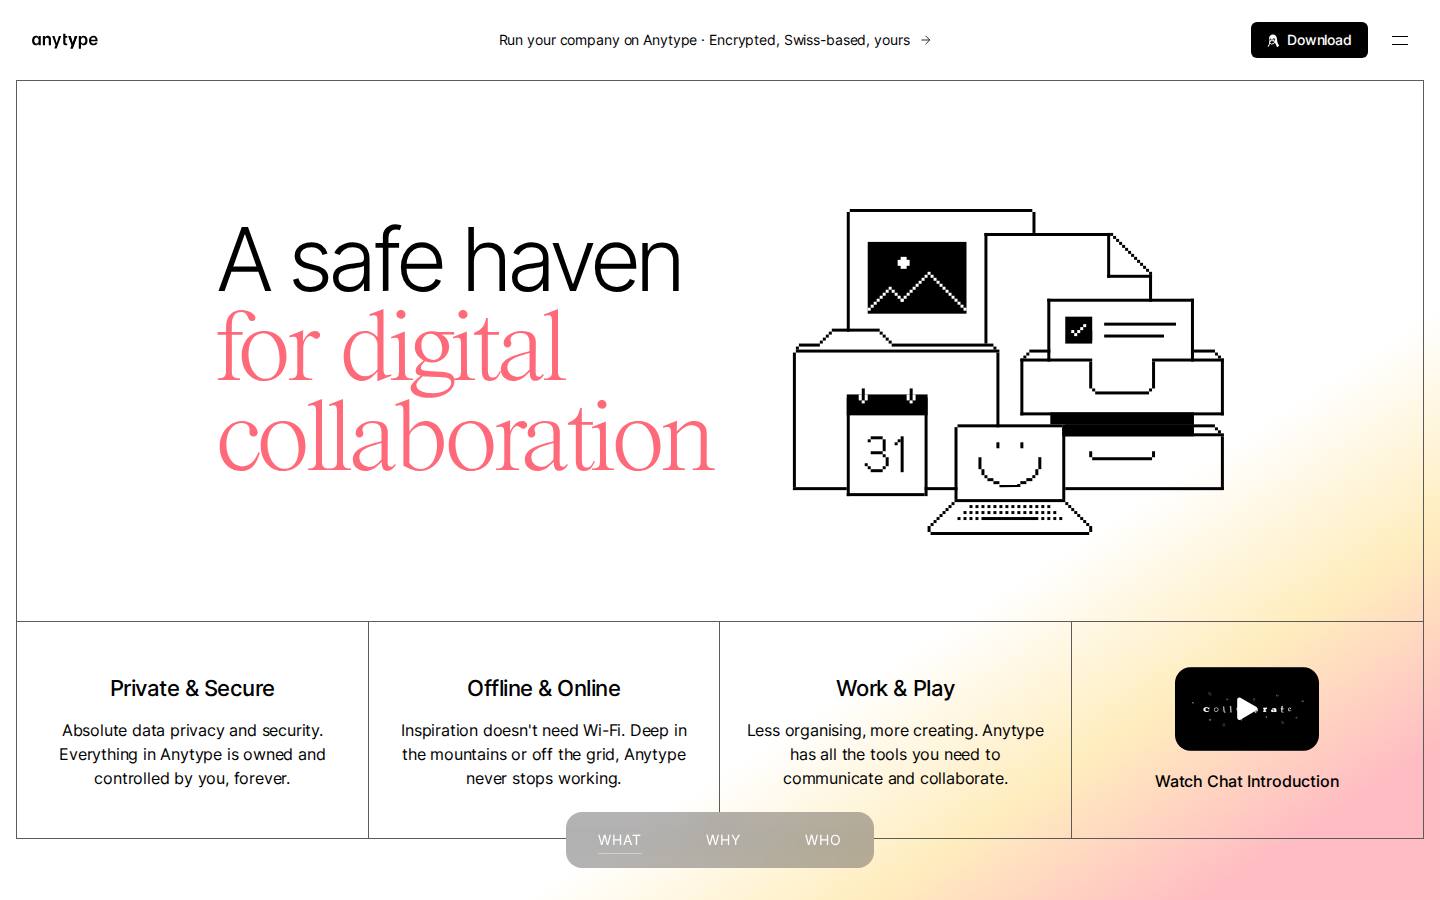 anytype
Run your company on Anytype · Encrypted, Swiss-based, yours →
Download
A safe haven
for digital
collaboration
31
Private & Secure
Absolute data privacy and security.
Everything in Anytype is owned and
controlled by you, forever.
Offline & Online
Inspiration doesn't need Wi-Fi. Deep in
the mountains or off the grid, Anytype
never stops working.
Work & Play
Less organising, more creating. Anytype
has all the tools you need to
communicate and collaborate.
Watch Chat Introduction
WHAT
WHY
WHO